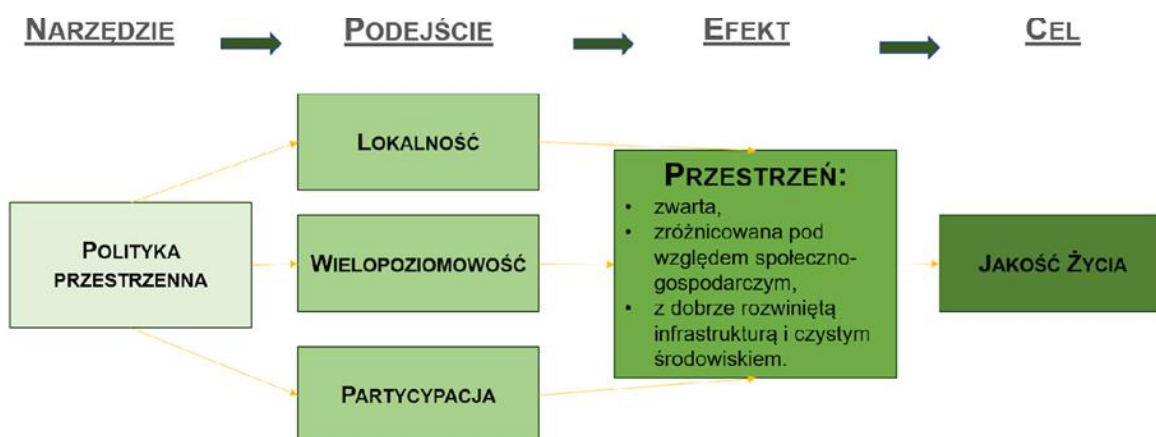 NARZĘDZIE
PODEJŚCIE
EFEKT
CEL
POLITYKA
PRZESTRZENNA
LOKALNOŚĆ
WIELOPOZIOMOWOŚĆ
PARTYCYPACJA
PRZESTRZEŃ:
• zwarta,
• zróżnicowana pod
względem społeczno-
gospodarczym,
• z dobrze rozwiniętą
infrastrukturą i czystym
środowiskiem.
JAKOŚĆ ŻYCIA